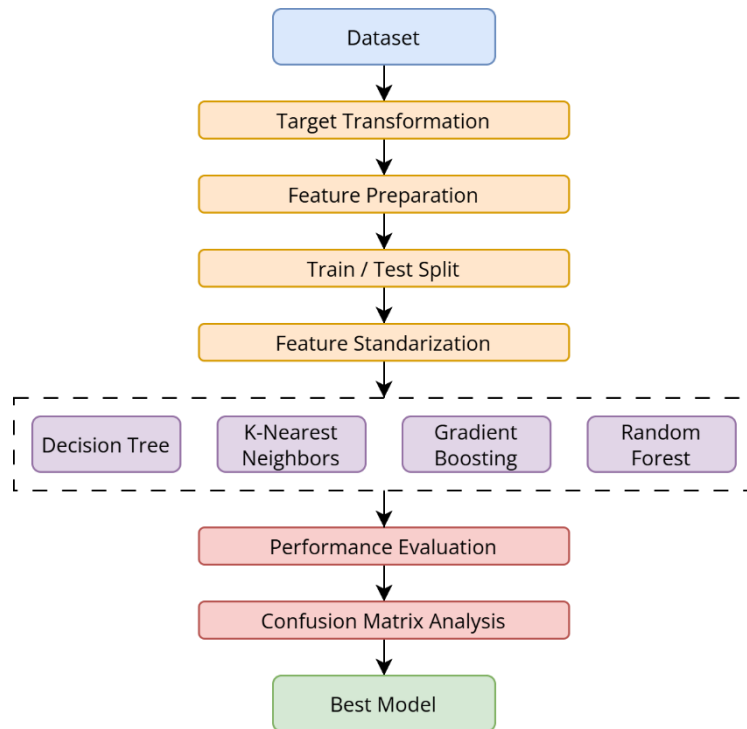 Dataset
Target Transformation
Feature Preparation
Train / Test Split
Feature Standarization
Decision Tree
K-Nearest
Neighbors
Gradient
Boosting
Random
Forest
Performance Evaluation
Confusion Matrix Analysis
Best Model